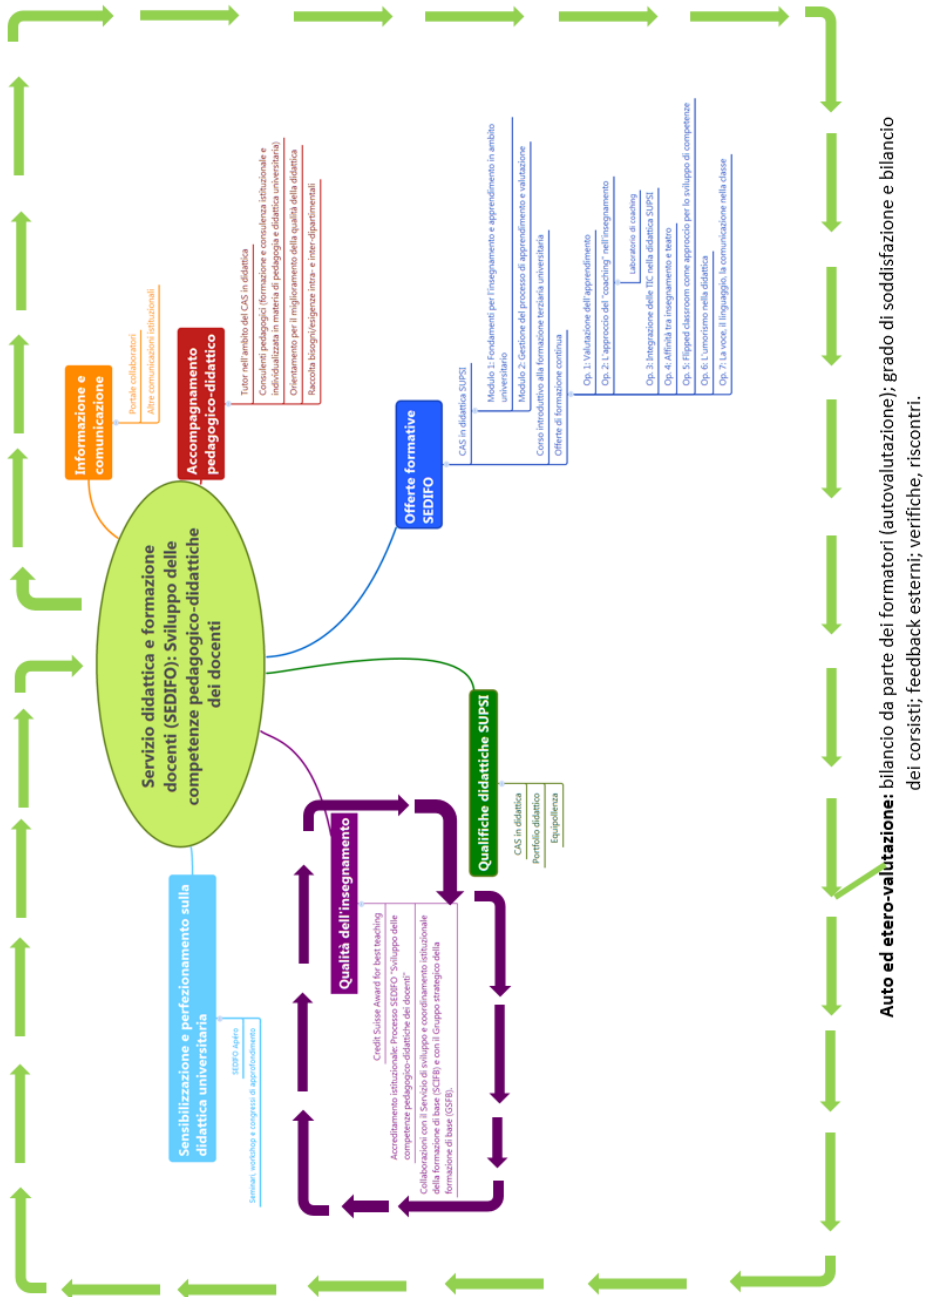 Servizio didattica e formazione
docenti (SEDIFO): Sviluppo delle
competenze pedagogico-didattiche
dei docenti
Informazione e
comunicazione
Portale collaboratori
Altre comunicazioni istituzionali
Accompagnamento
pedagogico-didattico
Tutor nell'ambito del CAS in didattica
Consulenti pedagogici (formazione e consulenza istituzionale e
individualizzata in materia di pedagogia e didattica universitaria)
Orientamento per il miglioramento della qualità della didattica
Raccolta bisogni/esigenze intra- e inter-dipartimentali
Offerte formative
SEDIFO
CAS in didattica SUPSI
Modulo 1: Fondamenti per l'insegnamento e apprendimento in ambito
universitario
Modulo 2: Gestione del processo di apprendimento e valutazione
Corso introduttivo alla formazione terziaria universitaria
Offerte di formazione continua
Op. 1: Valutazione dell'apprendimento
Op. 2: L'approccio del "coaching" nell'insegnamento
Laboratorio di coaching
Op. 3: Integrazione delle TIC nella didattica SUPSI
Op. 4: Affinità tra insegnamento e teatro
Op. 5: Flipped classroom come approccio per lo sviluppo di competenze
Op. 6: L'umorismo nella didattica
Op. 7: La voce, il linguaggio, la comunicazione nella classe
Qualifiche didattiche SUPSI
CAS in didattica
Portfolio didattico
Equipollenza
Qualità dell'insegnamento
Credit Suisse Award for best teaching
Accreditamento istituzionale: Processo SEDIFO "Sviluppo delle
competenze pedagogico-didattiche dei docenti"
Collaborazioni con il Servizio di sviluppo e coordinamento istituzionale
della formazione di base (SCIFB) e con il Gruppo strategico della
formazione di base (GSFB).
Sensibilizzazione e perfezionamento sulla
didattica universitaria
SEDIFO Apéro
Seminari, workshop e congressi di approfondimento
Auto ed etero-valutazione: bilancio da parte dei formatori (autovalutazione); grado di soddisfazione e bilancio
dei corsisti; feedback esterni; verifiche, riscontri.